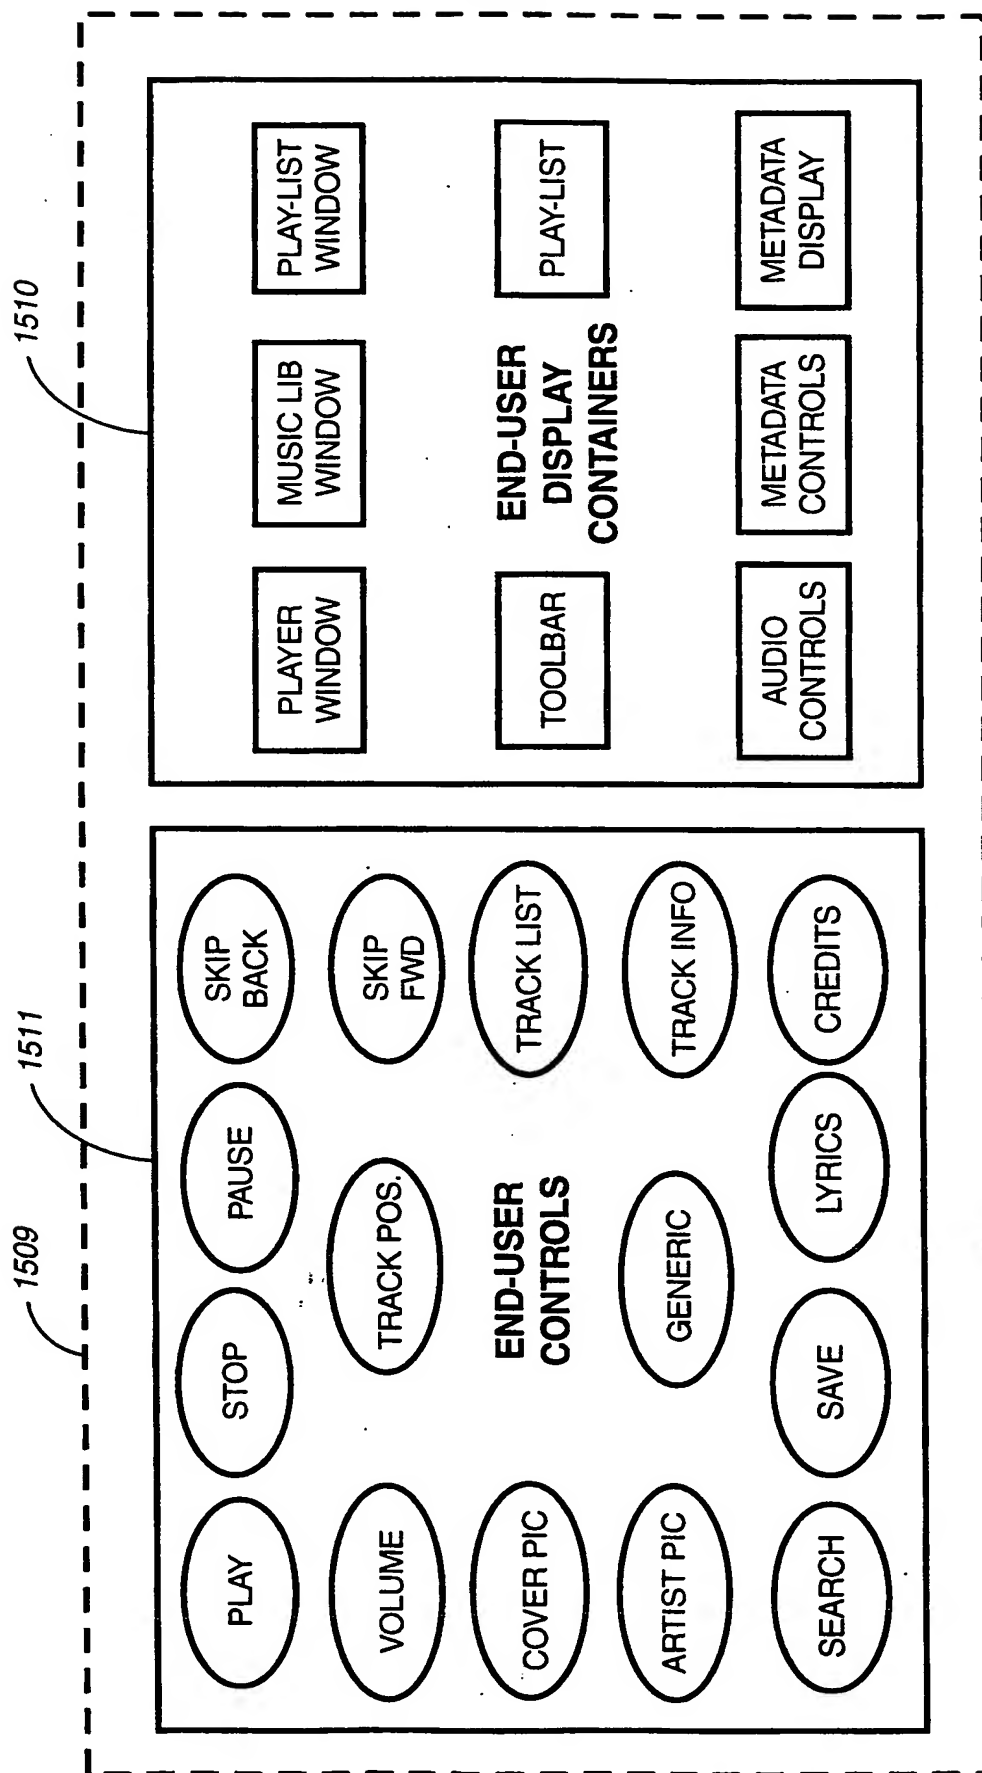 1509
1511
1510
PLAY
STOP
PAUSE
SKIP
BACK
VOLUME
TRACK POS.
SKIP
FWD
COVER PIC
END-USER
CONTROLS
TRACK LIST
ARTIST PIC
GENERIC
TRACK INFO
SEARCH
SAVE
LYRICS
CREDITS
PLAYER
WINDOW
MUSIC LIB
WINDOW
PLAY-LIST
WINDOW
TOOLBAR
END-USER
DISPLAY
CONTAINERS
PLAY-LIST
AUDIO
CONTROLS
METADATA
CONTROLS
METADATA
DISPLAY